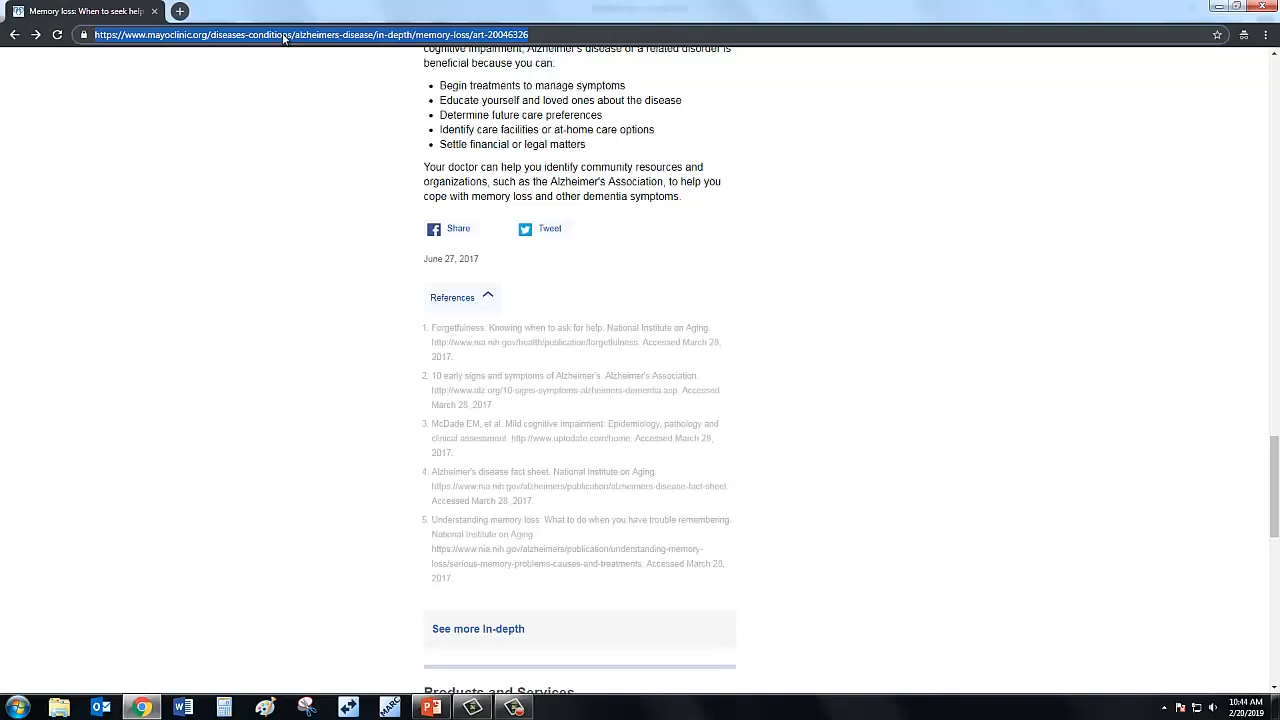 Memory loss: When to seek help
https://www.mayoclinic.org/diseases-conditions/alzheimers-disease/in-depth/memory-loss/art-20046326
cognitive impairment, Alzheimer's disease or a related disorder is
beneficial because you can:
Begin treatments to manage symptoms
Educate yourself and loved ones about the disease
Determine future care preferences
Identify care facilities or at-home care options
Settle financial or legal matters
Your doctor can help you identify community resources and
organizations, such as the Alzheimer's Association, to help you
cope with memory loss and other dementia symptoms.
Share Tweet
June 27, 2017
References
1. Forgetfulness: Knowing when to ask for help. National Institute on Aging.
http://www.nia.nih.gov/health/publication/forgetfulness. Accessed March 28,
2017.
2. 10 early signs and symptoms of Alzheimer's. Alzheimer's Association.
http://www.alz.org/10-signs-symptoms-alzheimers-dementia.asp. Accessed
March 28, 2017.
3. McDade EM, et al. Mild cognitive impairment: Epidemiology, pathology and
clinical assessment. http://www.uptodate.com/home. Accessed March 28,
2017.
4. Alzheimer's disease fact sheet. National Institute on Aging.
https://www.nia.nih.gov/alzheimers/publication/alzheimers-disease-fact-sheet.
Accessed March 28, 2017.
5. Understanding memory loss: What to do when you have trouble remembering.
National Institute on Aging.
https://www.nia.nih.gov/alzheimers/publication/understanding-memory-
loss/serious-memory-problems-causes-and-treatments. Accessed March 28,
2017.
See more In-depth
Products and Services
MARC
10:44 AM
2/20/2019